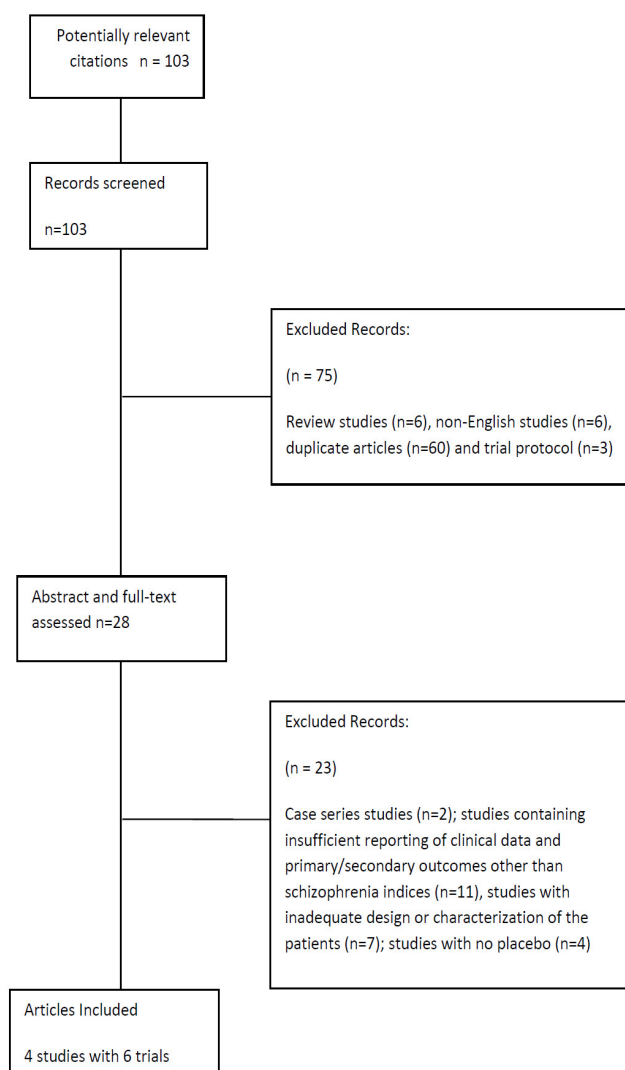 Potentially relevant
citations n = 103
Records screened
n=103
Excluded Records:
(n = 75)
Review studies (n=6), non-English studies (n=6),
duplicate articles (n=60) and trial protocol (n=3)
Abstract and full-text
assessed n=28
Excluded Records:
(n = 23)
Case series studies (n=2); studies containing
insufficient reporting of clinical data and
primary/secondary outcomes other than
schizophrenia indices (n=11), studies with
inadequate design or characterization of the
patients (n=7); studies with no placebo (n=4)
Articles Included
4 studies with 6 trials